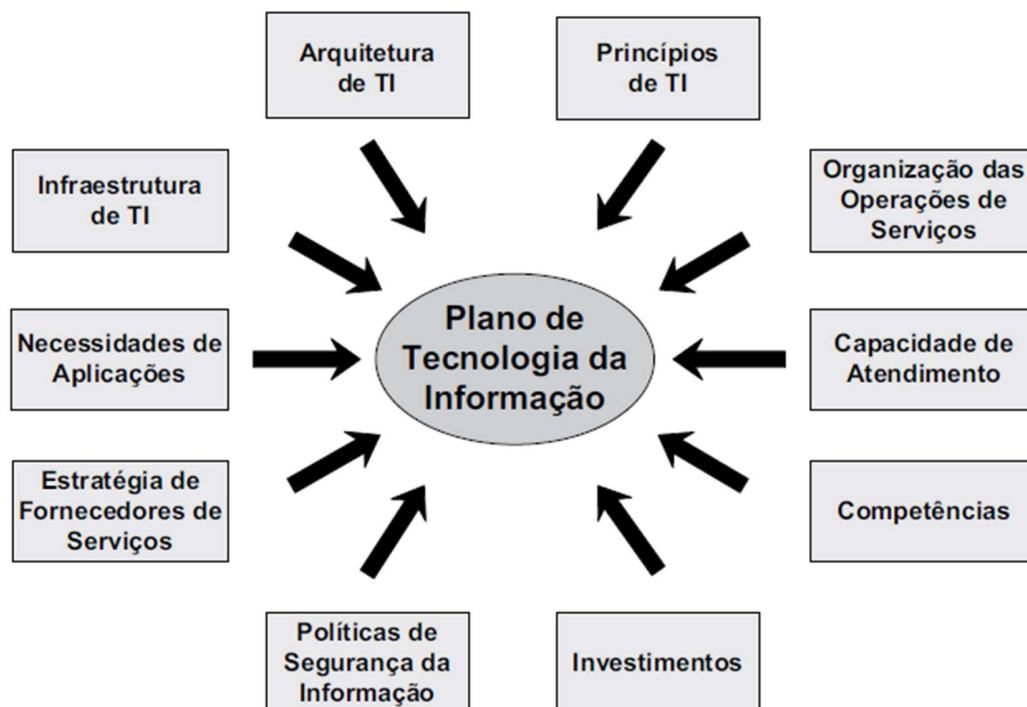 Arquitetura
de TI
Princípios
de TI
Infraestrutura
de TI
Organização das
Operações de
Serviços
Plano de
Tecnologia da
Informação
Necessidades de
Aplicações
Capacidade de
Atendimento
Estratégia de
Fornecedores de
Serviços
Competências
Políticas de
Segurança da
Informação
Investimentos